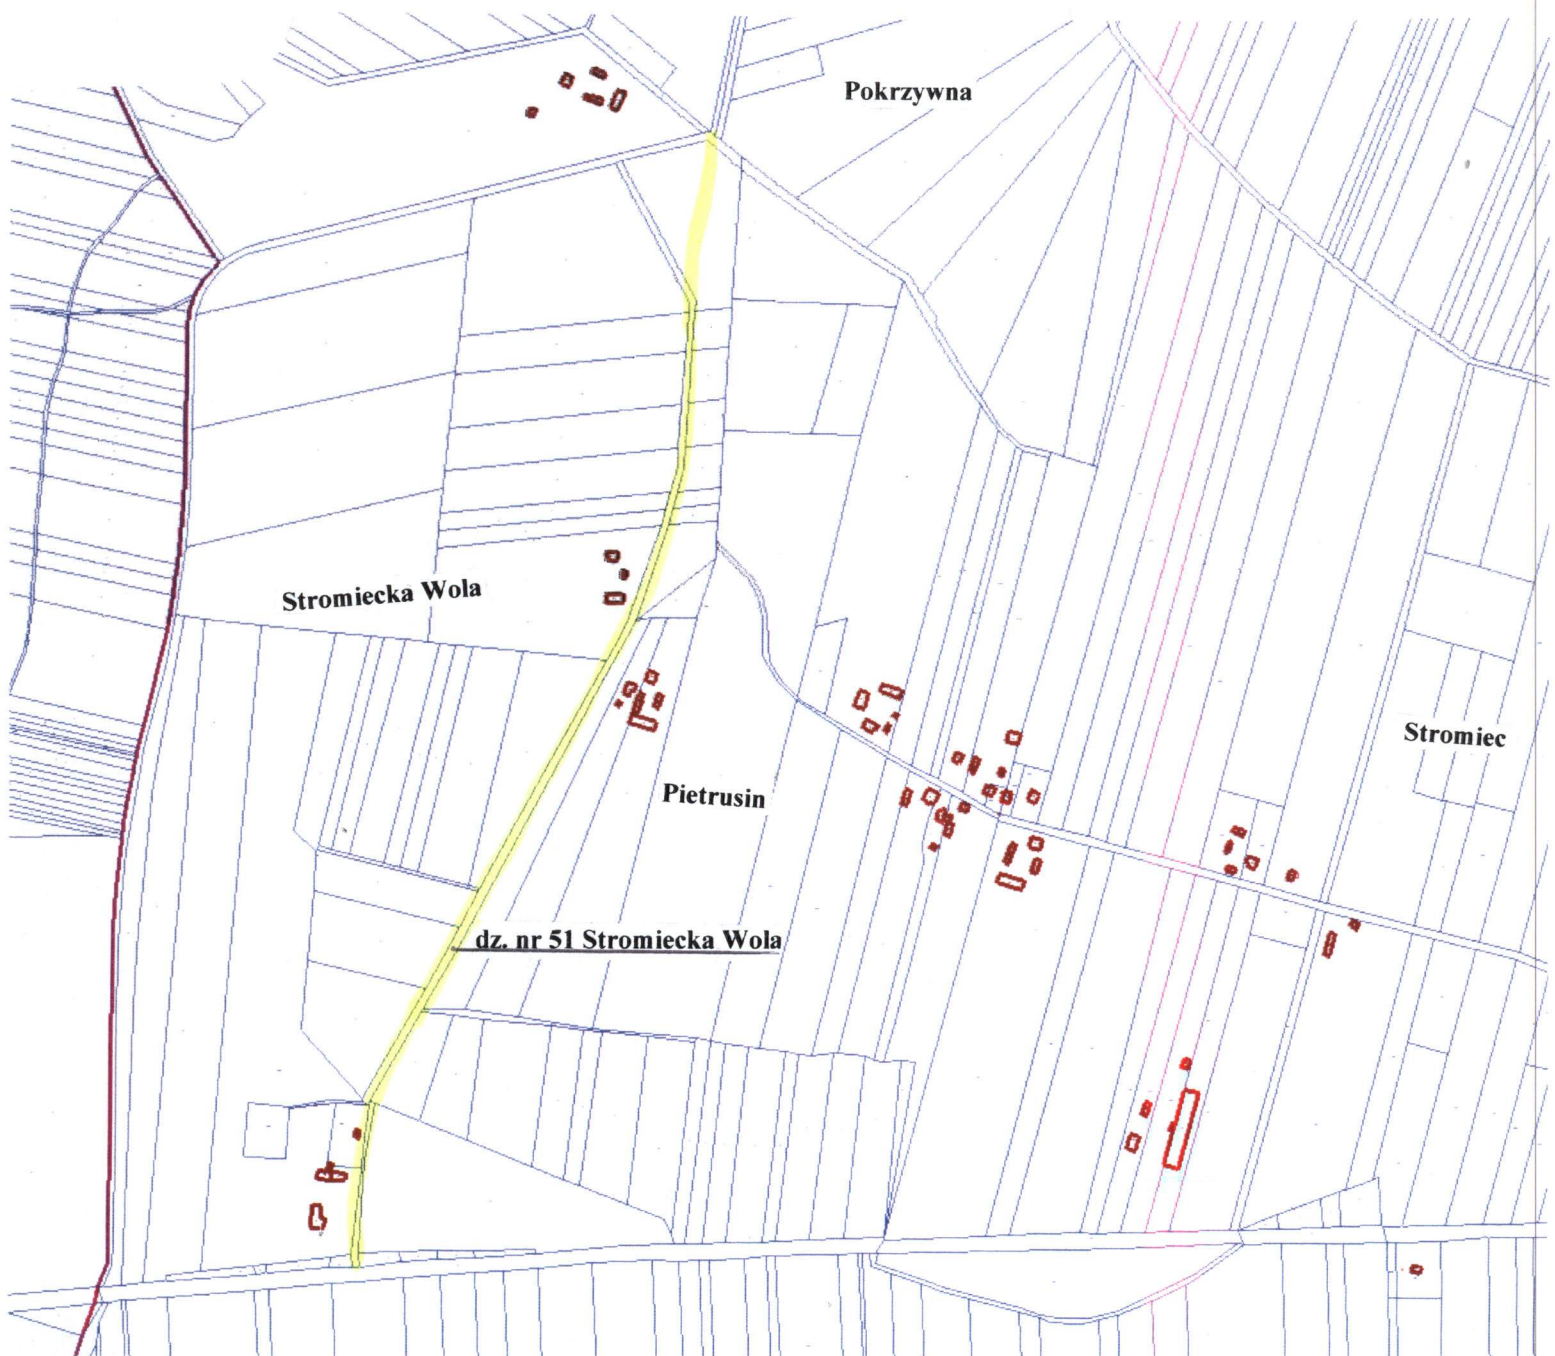 Pokrzywna
Stromiecka Wola
Stromiec
Pietrusin
dz. nr 51 Stromiecka Wola